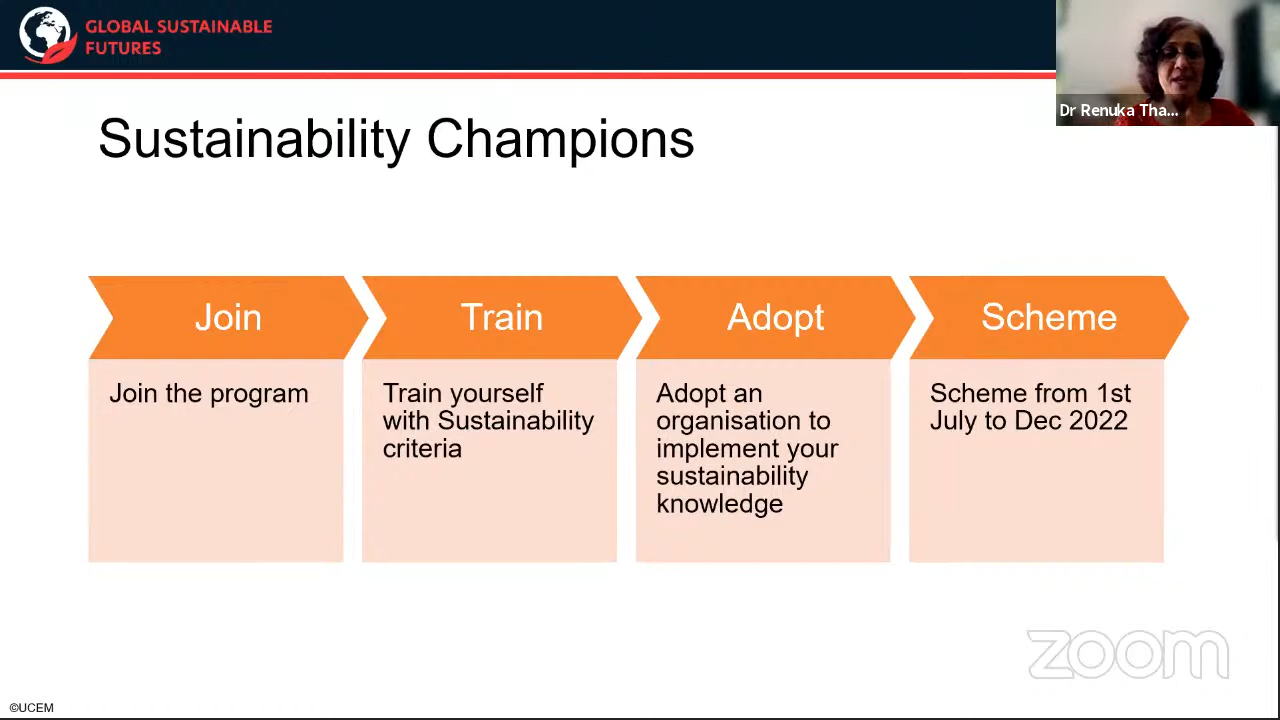 GLOBAL SUSTAINABLE
FUTURES
Dr Renuka Tha...
Sustainability Champions
Join
Join the program
Train
Train yourself
with Sustainability
criteria
Adopt
Adopt an
organisation to
implement your
sustainability
knowledge
Scheme
Scheme from 1st
July to Dec 2022
zoom
©UCEM